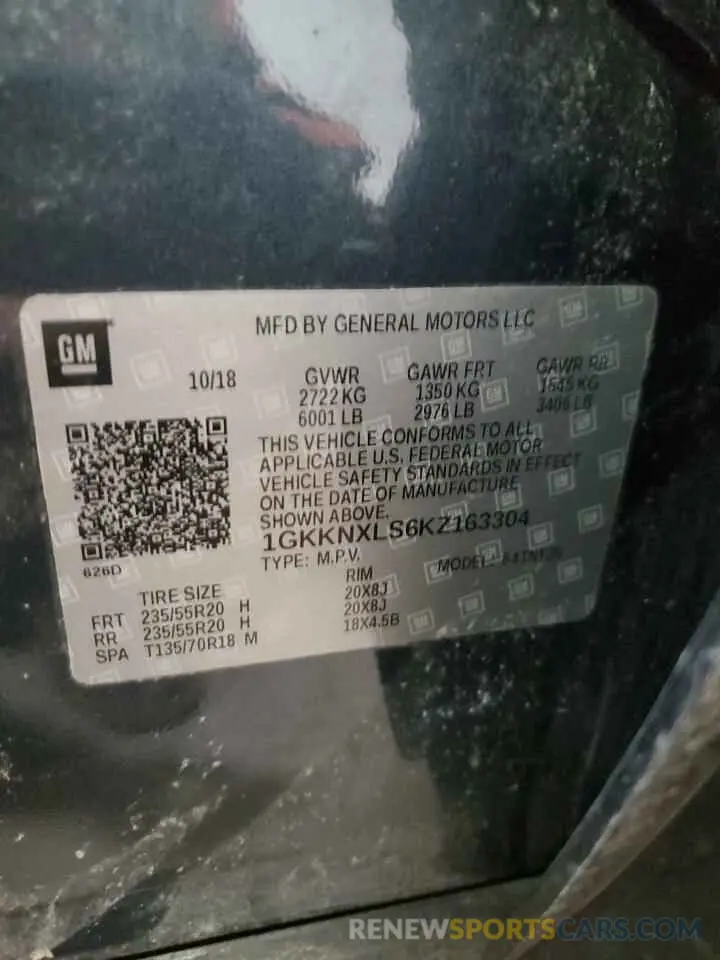 GM
MFD BY GENERAL MOTORS LLC
10/18
GVWR GAWR FRT GAWR RR
2722 KG 1350 KG 1545 KG
6001 LB 2976 LB 3406 LB
THIS VEHICLE CONFORMS TO ALL
APPLICABLE U.S. FEDERAL MOTOR
VEHICLE SAFETY STANDARDS IN EFFECT
ON THE DATE OF MANUFACTURE
SHOWN ABOVE.
1GKKNXLS6KZ163304
TYPE: M.P.V. MODEL:
626D
TIRE SIZE RIM
FRT 235/55R20 H 20X8J
RR 235/55R20 H 20X8J
SPA T135/70R18 M 18X4.5B
RENEWSPORTSCARS.COM